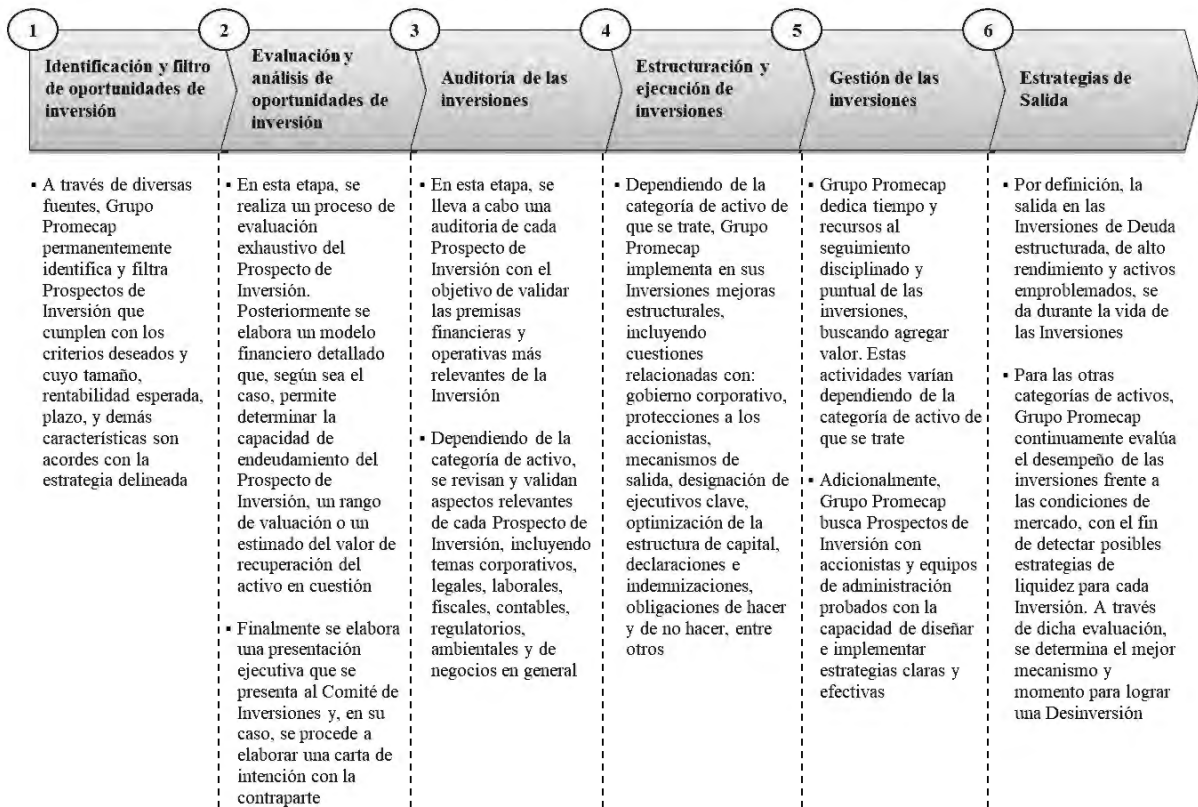 1
Identificación y filtro
de oportunidades de
inversión
▪ A través de diversas
fuentes, Grupo
Promecap
permanentemente
identifica y filtra
Prospectos de
Inversión que
cumplen con los
criterios deseados y
cuyo tamaño,
rentabilidad esperada,
plazo, y demás
características son
acordes con la
estrategia delineada
2
Evaluación y
análisis de
oportunidades de
inversión
▪ En esta etapa, se
realiza un proceso de
evaluación
exhaustivo del
Prospecto de
Inversión.
Posteriormente se
elabora un modelo
financiero detallado
que, según sea el
caso, permite
determinar la
capacidad de
endeudamiento del
Prospecto de
Inversión, un rango
de valuación o un
estimado del valor de
recuperación del
activo en cuestión
▪ Finalmente se elabora
una presentación
ejecutiva que se
presenta al Comité de
Inversiones y, en su
caso, se procede a
elaborar una carta de
intención con la
contraparte
3
Auditoría de las
inversiones
▪ En esta etapa, se
lleva a cabo una
auditoria de cada
Prospecto de
Inversión con el
objetivo de validar
las premisas
financieras y
operativas más
relevantes de la
Inversión
▪ Dependiendo de la
categoría de activo,
se revisan y validan
aspectos relevantes
de cada Prospecto de
Inversión, incluyendo
temas corporativos,
legales, laborales,
fiscales, contables,
regulatorios,
ambientales y de
negocios en general
4
Estructuración y
ejecución de
inversiones
▪ Dependiendo de la
categoría de activo de
que se trate, Grupo
Promecap
implementa en sus
Inversiones mejoras
estructurales,
incluyendo
cuestiones
relacionadas con:
gobierno corporativo,
protecciones a los
accionistas,
mecanismos de
salida, designación de
ejecutivos clave,
optimización de la
estructura de capital,
declaraciones e
indemnizaciones,
obligaciones de hacer
y de no hacer, entre
otros
5
Gestión de las
inversiones
▪ Grupo Promecap
dedica tiempo y
recursos al
seguimiento
disciplinado y
puntual de las
inversiones,
buscando agregar
valor. Estas
actividades varían
dependiendo de la
categoría de activo de
que se trate
▪ Adicionalmente,
Grupo Promecap
busca Prospectos de
Inversión con
accionistas y equipos
de administración
probados con la
capacidad de diseñar
e implementar
estrategias claras y
efectivas
6
Estrategias de
Salida
▪ Por definición, la
salida en las
Inversiones de Deuda
estructurada, de alto
rendimiento y activos
emproblemados, se
da durante la vida de
las Inversiones
▪ Para las otras
categorías de activos,
Grupo Promecap
continuamente evalúa
el desempeño de las
inversiones frente a
las condiciones de
mercado, con el fin
de detectar posibles
estrategias de
liquidez para cada
Inversión. A través
de dicha evaluación,
se determina el mejor
mecanismo y
momento para lograr
una Desinversión